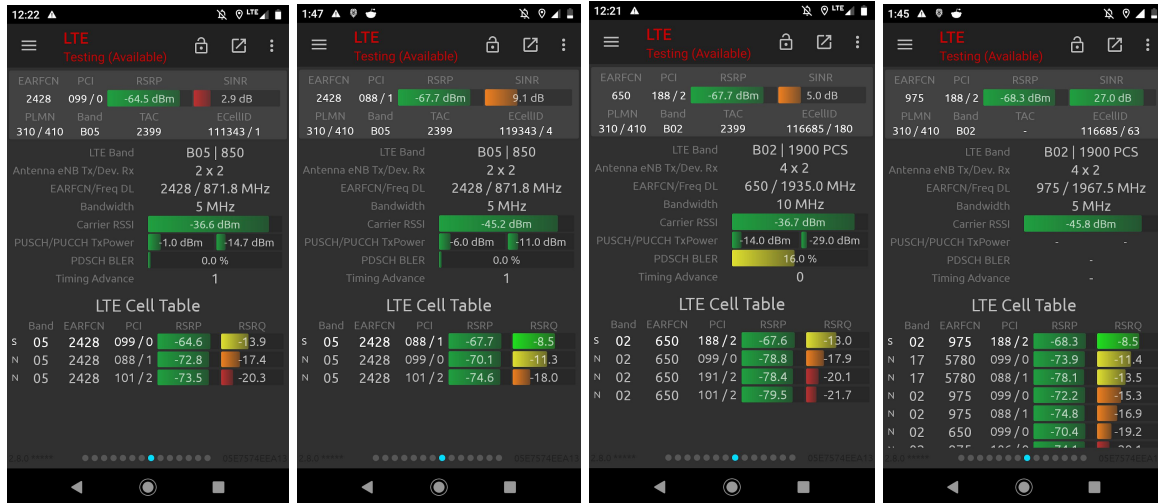 12:22 LTE
LTE
Testing (Available)
EARFCN PCI RSRP SINR
2428 099 / 0 -64.5 dBm 2.9 dB
PLMN Band TAC ECellID
310 / 410 B05 2399 111343 / 1
LTE Band B05 | 850
Antenna eNB Tx/Dev. Rx 2 x 2
EARFCN/Freq DL 2428 / 871.8 MHz
Bandwidth 5 MHz
Carrier RSSI -36.6 dBm
PUSCH/PUCCH TxPower -1.0 dBm -14.7 dBm
PDSCH BLER 0.0 %
Timing Advance 1
LTE Cell Table
Band EARFCN PCI RSRP RSRQ
S 05 2428 099 / 0 -64.6 -13.9
N 05 2428 088 / 1 -72.8 -17.4
N 05 2428 101 / 2 -73.5 -20.3
2.8.0 ***** 05E7574EEA13
1:47
LTE
Testing (Available)
EARFCN PCI RSRP SINR
2428 088 / 1 -67.7 dBm 9.1 dB
PLMN Band TAC ECellID
310 / 410 B05 2399 119343 / 4
LTE Band B05 | 850
Antenna eNB Tx/Dev. Rx 2 x 2
EARFCN/Freq DL 2428 / 871.8 MHz
Bandwidth 5 MHz
Carrier RSSI -45.2 dBm
PUSCH/PUCCH TxPower -6.0 dBm -11.0 dBm
PDSCH BLER 0.0 %
Timing Advance 1
LTE Cell Table
Band EARFCN PCI RSRP RSRQ
S 05 2428 088 / 1 -67.7 -8.5
N 05 2428 099 / 0 -70.1 -11.3
N 05 2428 101 / 2 -74.6 -18.0
2.8.0 *****
12:21 LTE
LTE
Testing (Available)
EARFCN PCI RSRP SINR
650 188 / 2 -67.7 dBm 5.0 dB
PLMN Band TAC ECellID
310 / 410 B02 2399 116685 / 180
LTE Band B02 | 1900 PCS
Antenna eNB Tx/Dev. Rx 4 x 2
EARFCN/Freq DL 650 / 1935.0 MHz
Bandwidth 10 MHz
Carrier RSSI -36.7 dBm
PUSCH/PUCCH TxPower -14.0 dBm -29.0 dBm
PDSCH BLER 16.0 %
Timing Advance 0
LTE Cell Table
Band EARFCN PCI RSRP RSRQ
S 02 650 188 / 2 -67.6 -13.0
N 02 650 099 / 0 -78.8 -17.9
N 02 650 191 / 2 -78.4 -20.1
N 02 650 101 / 2 -79.5 -21.7
2.8.0 *****
1:45
LTE
Testing (Available)
EARFCN PCI RSRP SINR
975 188 / 2 -68.3 dBm 27.0 dB
PLMN Band TAC ECellID
310 / 410 B02 - 116685 / 63
LTE Band B02 | 1900 PCS
Antenna eNB Tx/Dev. Rx 4 x 2
EARFCN/Freq DL 975 / 1967.5 MHz
Bandwidth 5 MHz
Carrier RSSI -45.8 dBm
PUSCH/PUCCH TxPower - -
PDSCH BLER -
Timing Advance -
LTE Cell Table
Band EARFCN PCI RSRP RSRQ
S 02 975 188 / 2 -68.3 -8.5
N 17 5780 099 / 0 -73.9 -11.4
N 17 5780 088 / 1 -78.1 -13.5
N 02 975 099 / 0 -72.2 -15.3
N 02 975 088 / 1 -74.8 -16.9
N 02 650 099 / 0 -70.4 -19.2
2.8.0 *****